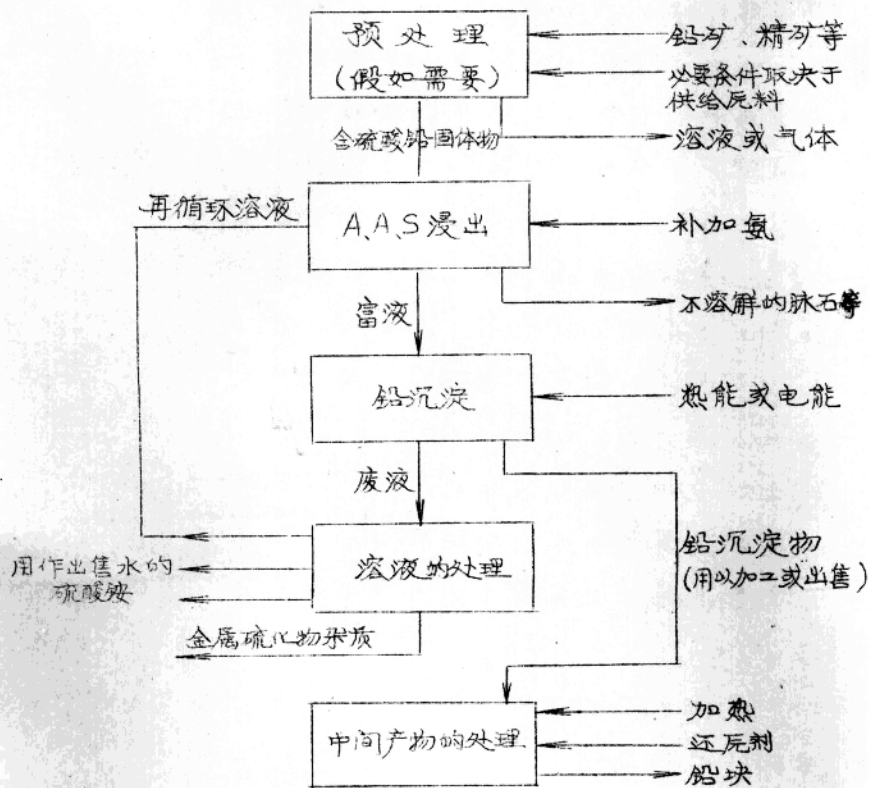 预处理
(假如需要)
铅矿、精矿等
必要条件取决于
供给原料
含硫酸铅固体物
溶液或气体
再循环溶液
A、A、S浸出
补加氨
不溶解的脉石等
富液
铅沉淀
热能或电能
废液
铅沉淀物
(用以加工或出售)
溶液的处理
用作出售水的
硫酸铵
金属硫化物杂质
中间产物的处理
加热
还原剂
铅块